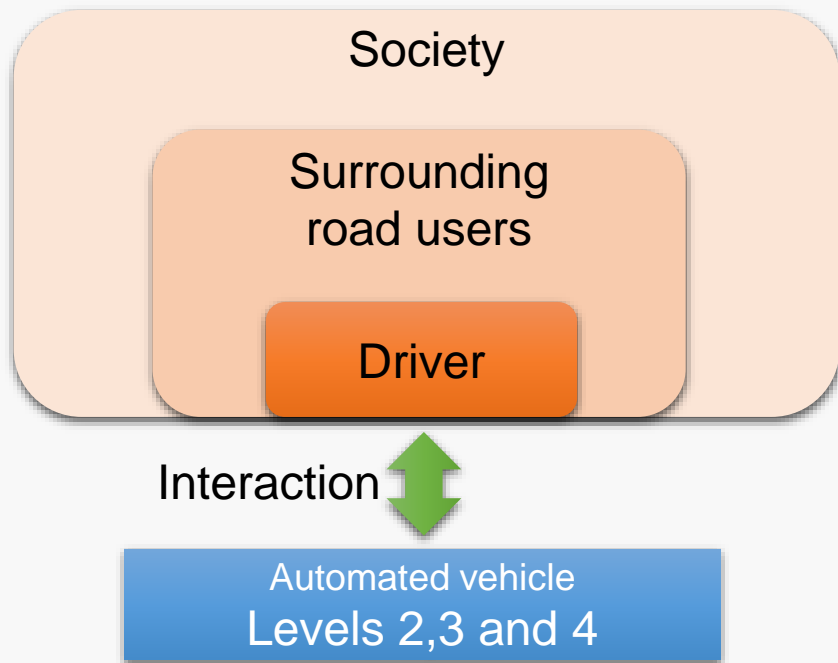 Society
Surrounding
road users
Driver
Interaction
Automated vehicle
Levels 2,3 and 4